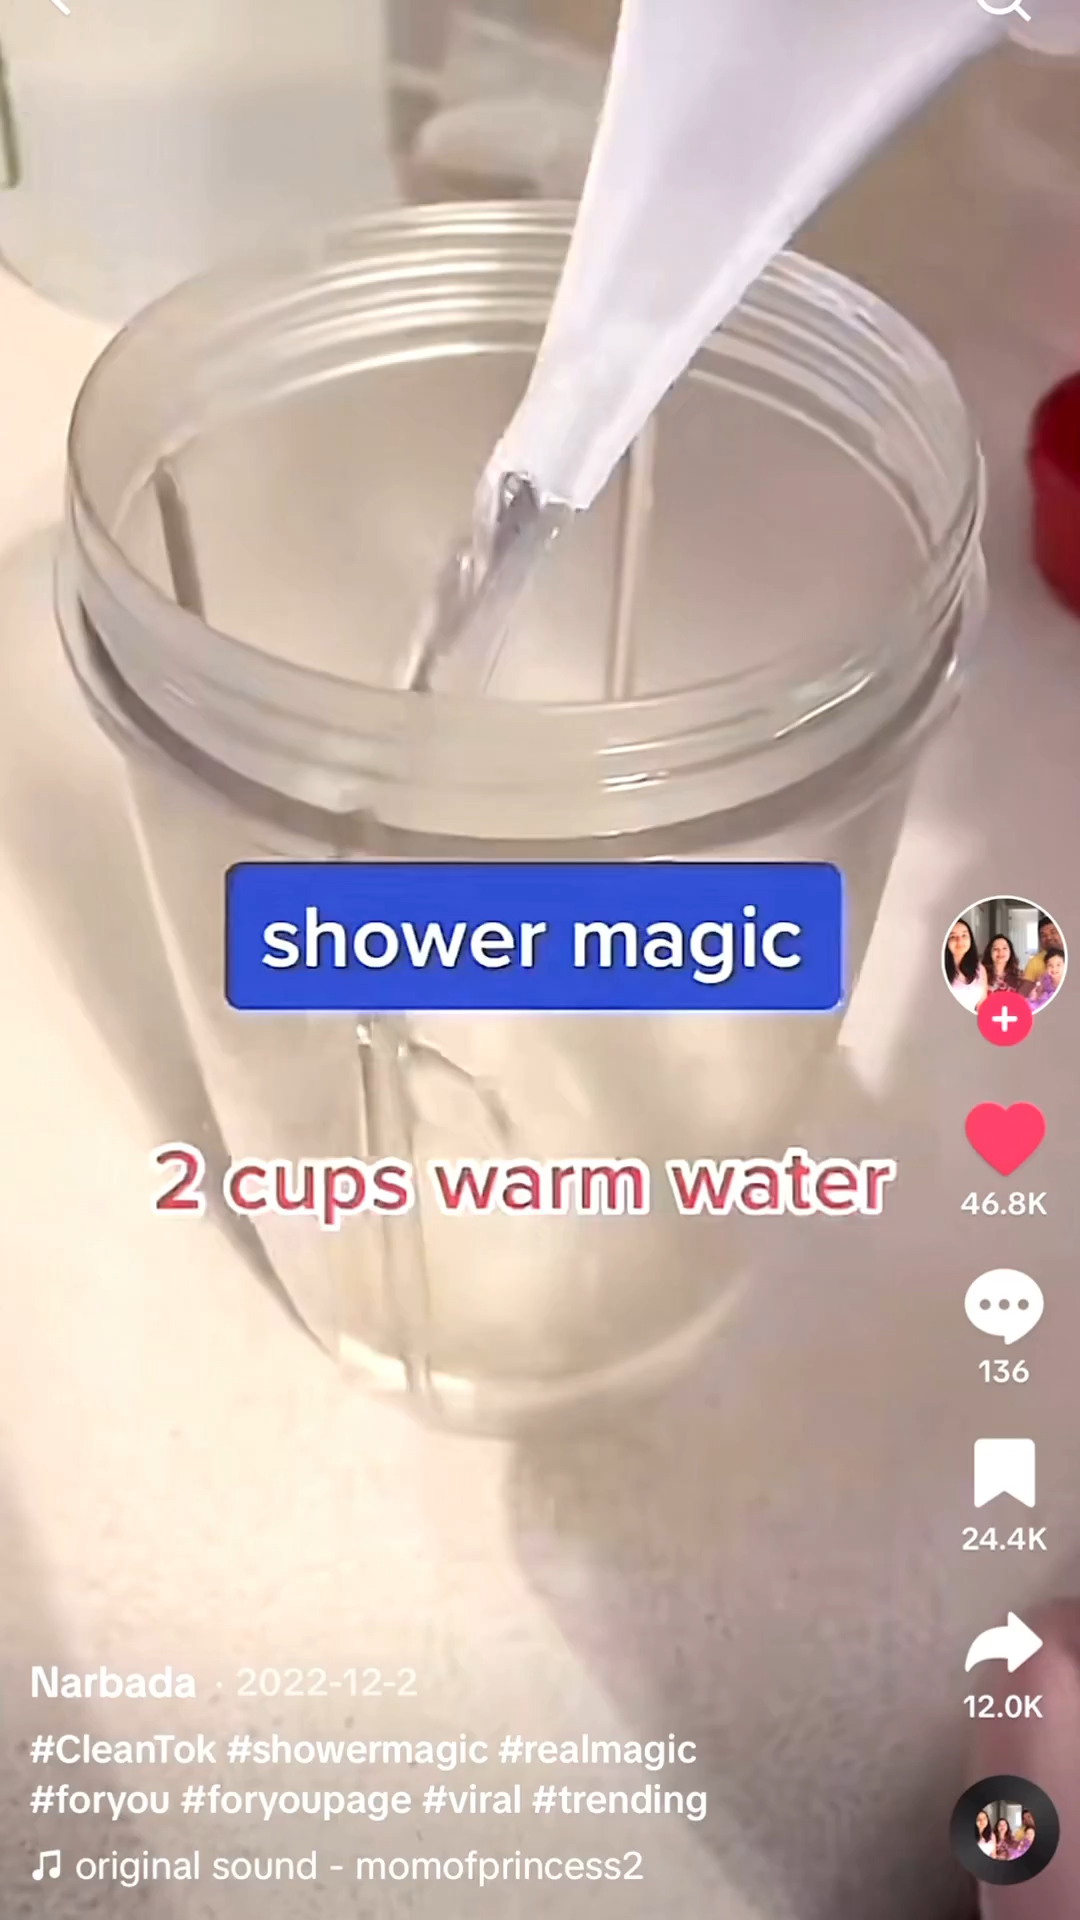 shower magic
2 cups warm water
46.8K
136
24.4K
12.0K
Narbada · 2022-12-2
#CleanTok #showermagic #realmagic
#foryou #foryoupage #viral #trending
original sound - momofprincess2